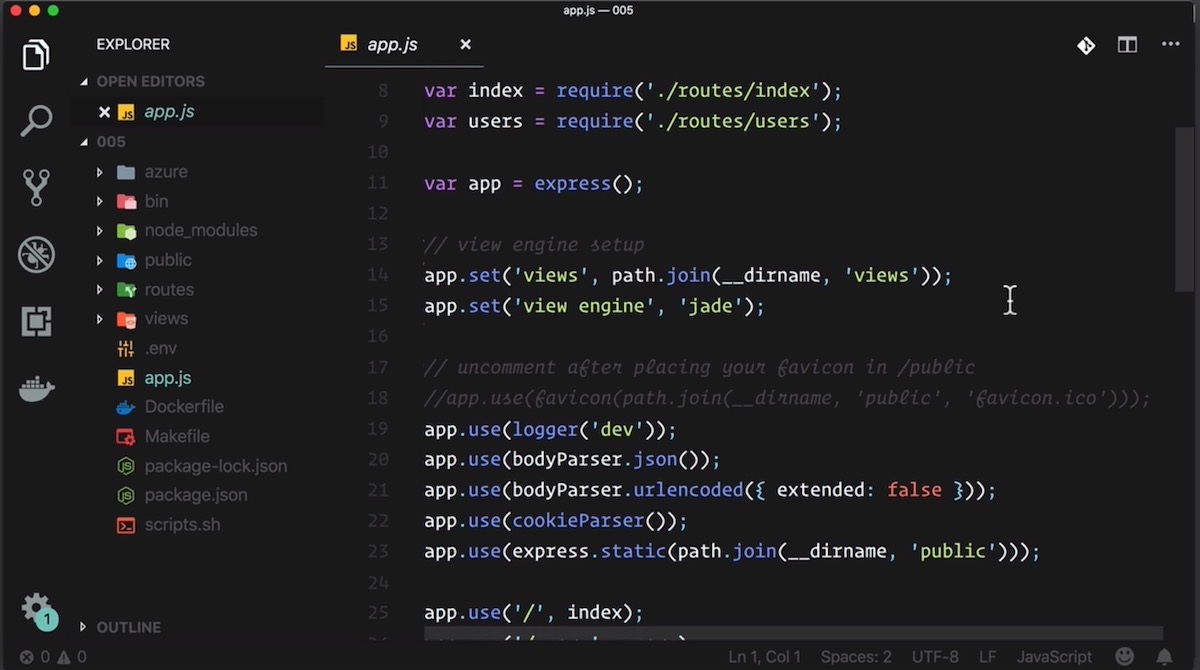 app.js — 005
EXPLORER
OPEN EDITORS
app.js
005
azure
bin
node_modules
public
routes
views
.env
app.js
Dockerfile
Makefile
package-lock.json
package.json
scripts.sh
OUTLINE
app.js
8 var index = require('./routes/index');
9 var users = require('./routes/users');
10
11 var app = express();
12
13 // view engine setup
14 app.set('views', path.join(__dirname, 'views'));
15 app.set('view engine', 'jade');
16
17 // uncomment after placing your favicon in /public
18 //app.use(favicon(path.join(__dirname, 'public', 'favicon.ico')));
19 app.use(logger('dev'));
20 app.use(bodyParser.json());
21 app.use(bodyParser.urlencoded({ extended: false }));
22 app.use(cookieParser());
23 app.use(express.static(path.join(__dirname, 'public')));
24
25 app.use('/', index);
1
0 0
Ln 1, Col 1 Spaces: 2 UTF-8 LF JavaScript